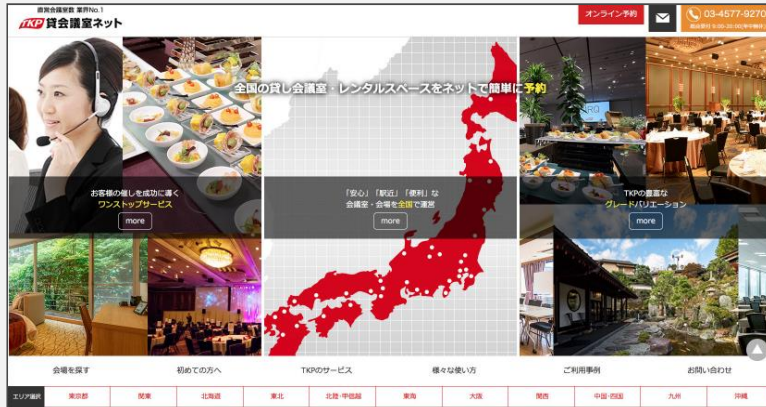 直営会議室数 業界No.1
TKP 貸会議室ネット
オンライン予約
03-4577-9270
全国の貸し会議室・レンタルスペースをネットで簡単に予約
お客様の催しを成功に導く
ワンストップサービス
more
「安心」「駅近」「便利」な
会議室・会場を全国で運営
more
TKPの豊富な
グレードバリエーション
more
会場を探す
初めての方へ
TKPのサービス
様々な使い方
ご利用事例
お問い合わせ
エリア選択
東京都
関東
北海道
東北
北陸・甲信越
東海
大阪
関西
中国・四国
九州
沖縄